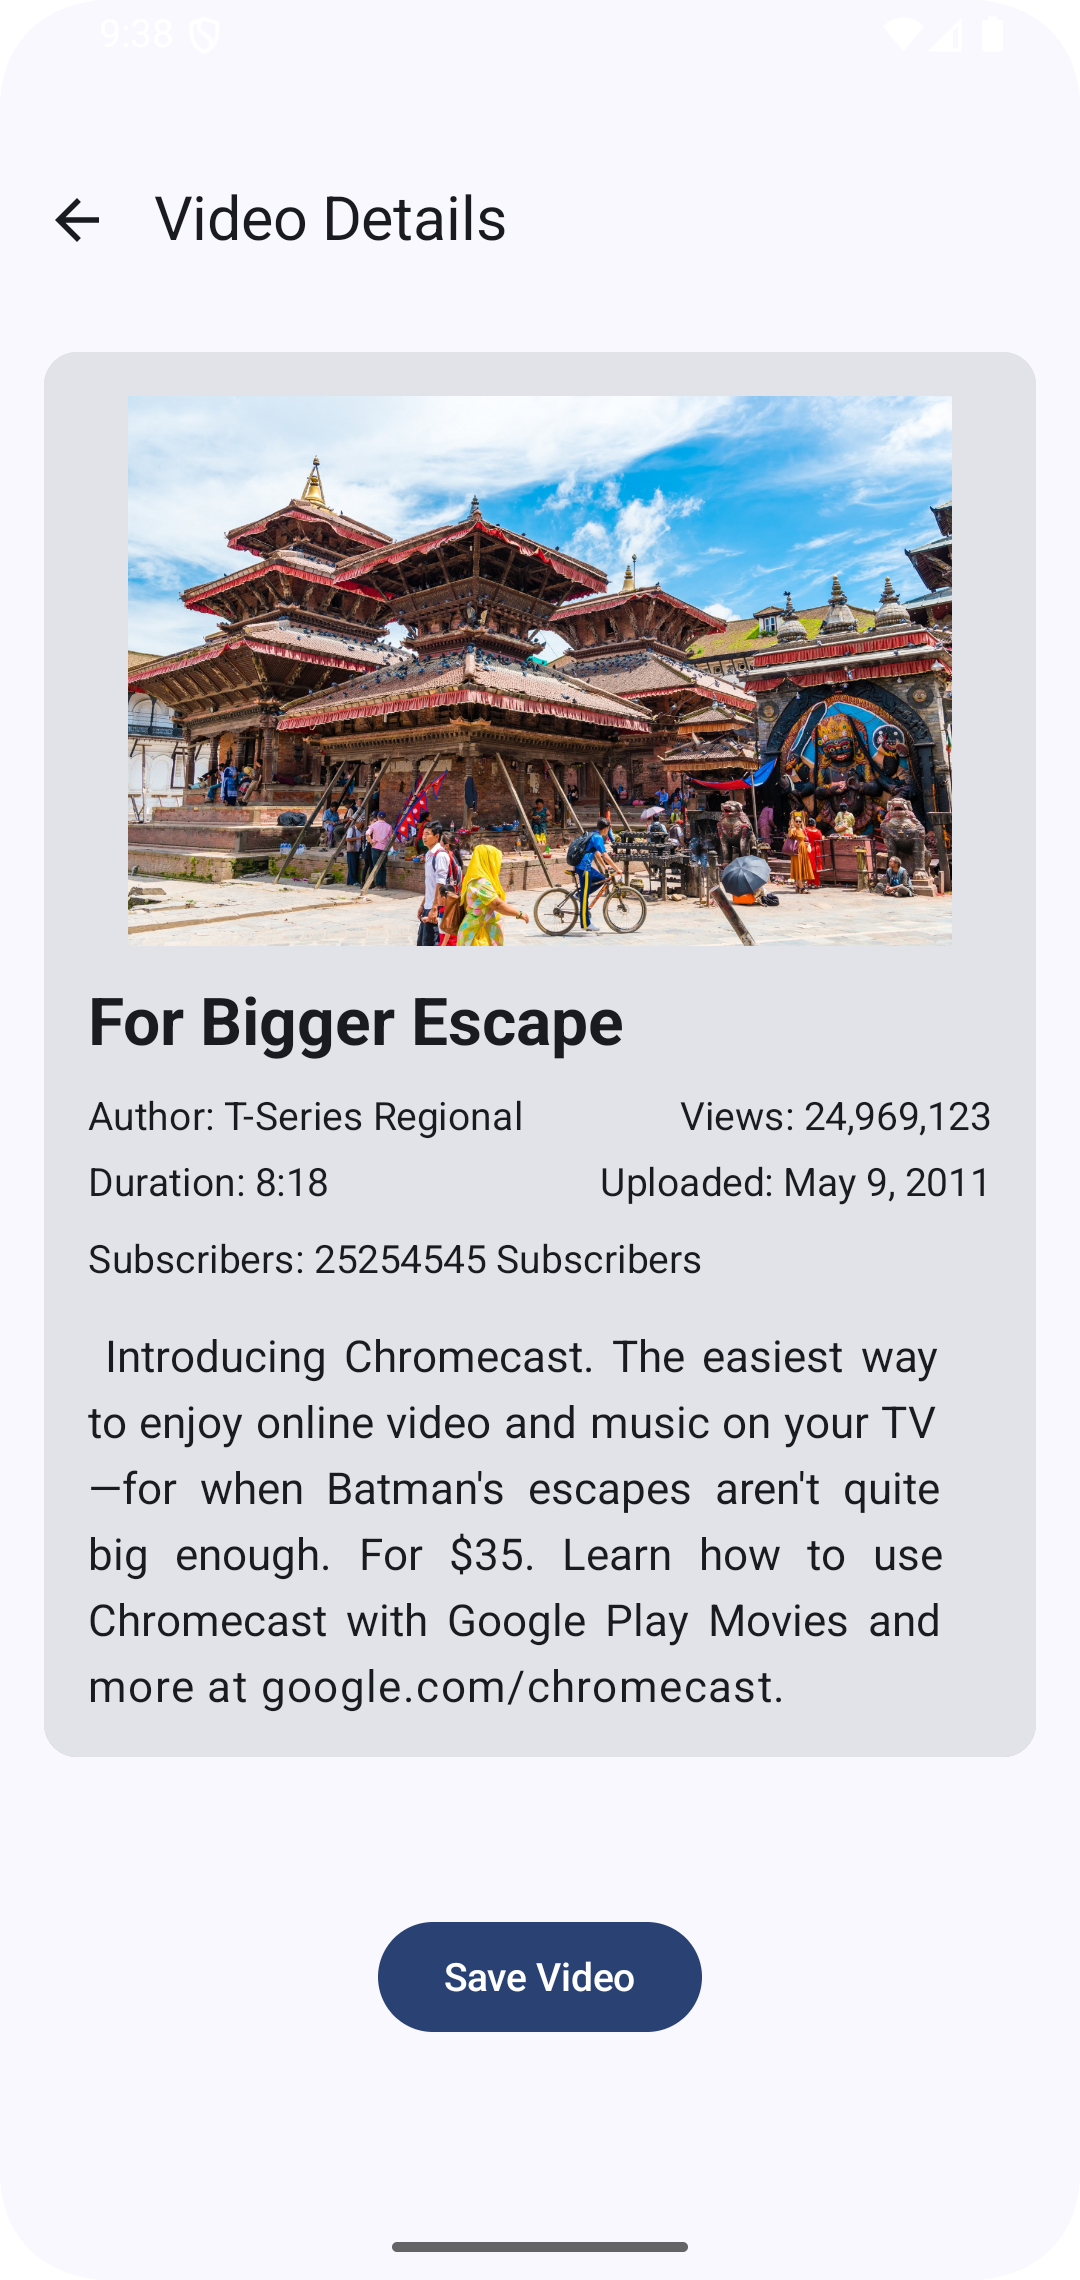 9:38
Video Details
For Bigger Escape
Author: T-Series Regional
Views: 24,969,123
Duration: 8:18
Uploaded: May 9, 2011
Subscribers: 25254545 Subscribers
Introducing Chromecast. The easiest way
to enjoy online video and music on your TV
—for when Batman's escapes aren't quite
big enough. For $35. Learn how to use
Chromecast with Google Play Movies and
more at google.com/chromecast.
Save Video